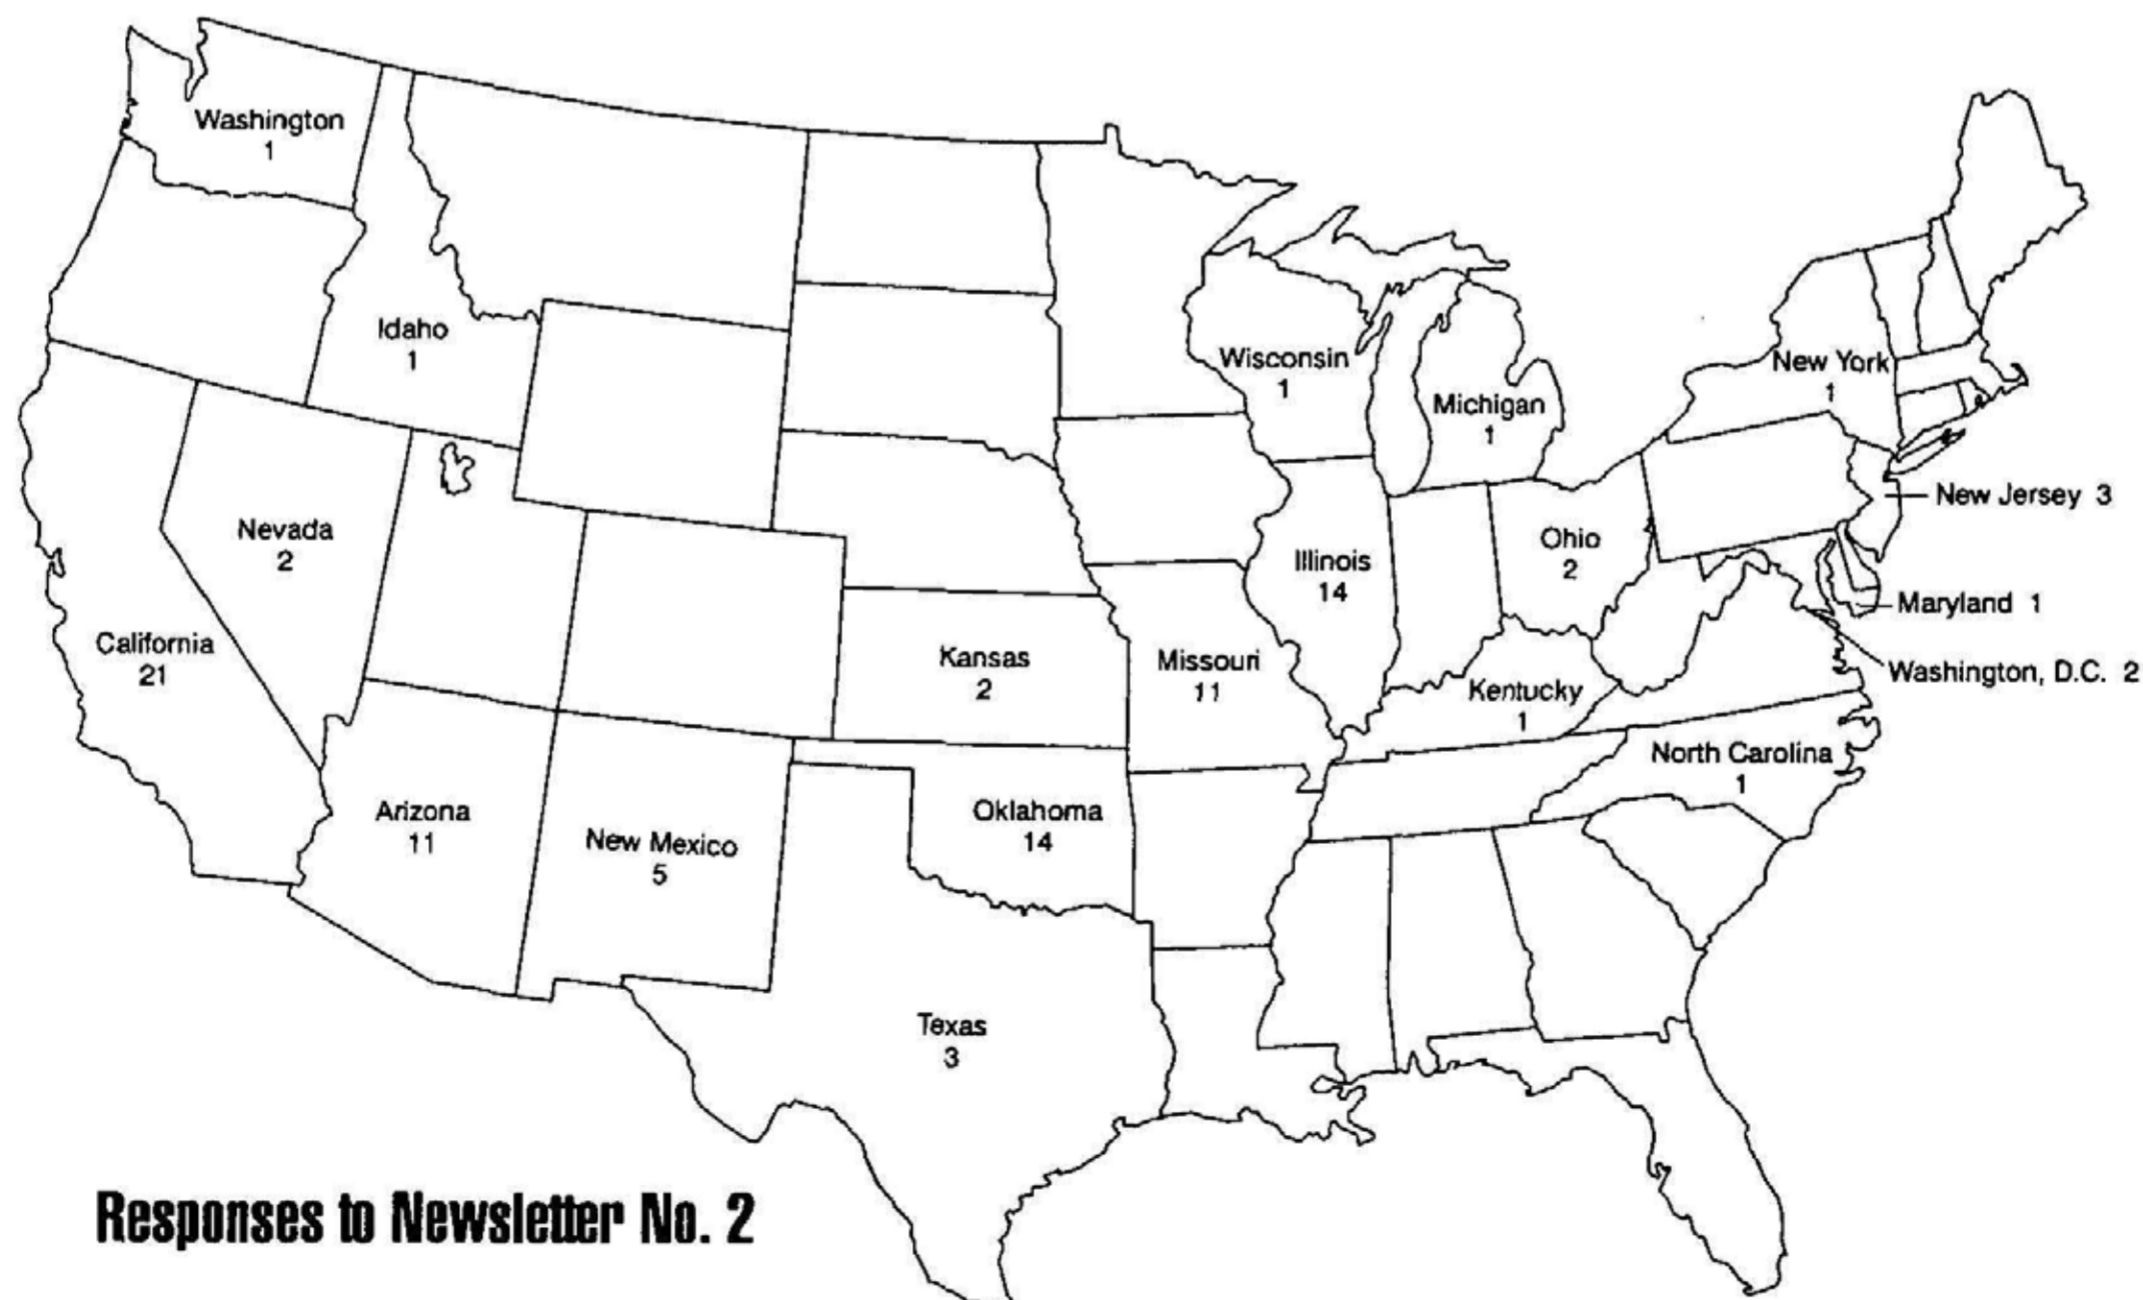 Washington
1
Idaho
1
Wisconsin
1
Michigan
1
New York
1
New Jersey 3
Nevada
2
Illinois
14
Ohio
2
Maryland 1
California
21
Kansas
2
Missouri
11
Kentucky
1
Washington, D.C. 2
North Carolina
1
Arizona
11
New Mexico
5
Oklahoma
14
Texas
3
Responses to Newsletter No. 2